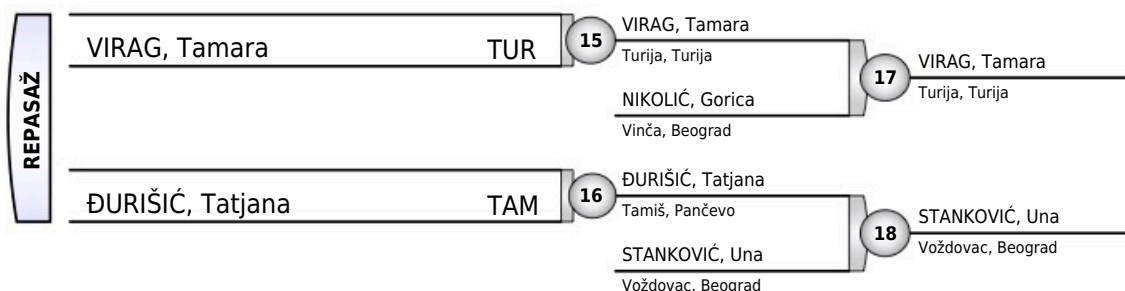 REPASAŽ
VIRAG, Tamara TUR
15
VIRAG, Tamara
Turija, Turija
NIKOLIĆ, Gorica
Vinča, Beograd
17
VIRAG, Tamara
Turija, Turija
ĐURIŠIĆ, Tatjana TAM
16
ĐURIŠIĆ, Tatjana
Tamiš, Pančevo
STANKOVIĆ, Una
Voždovac, Beograd
18
STANKOVIĆ, Una
Voždovac, Beograd